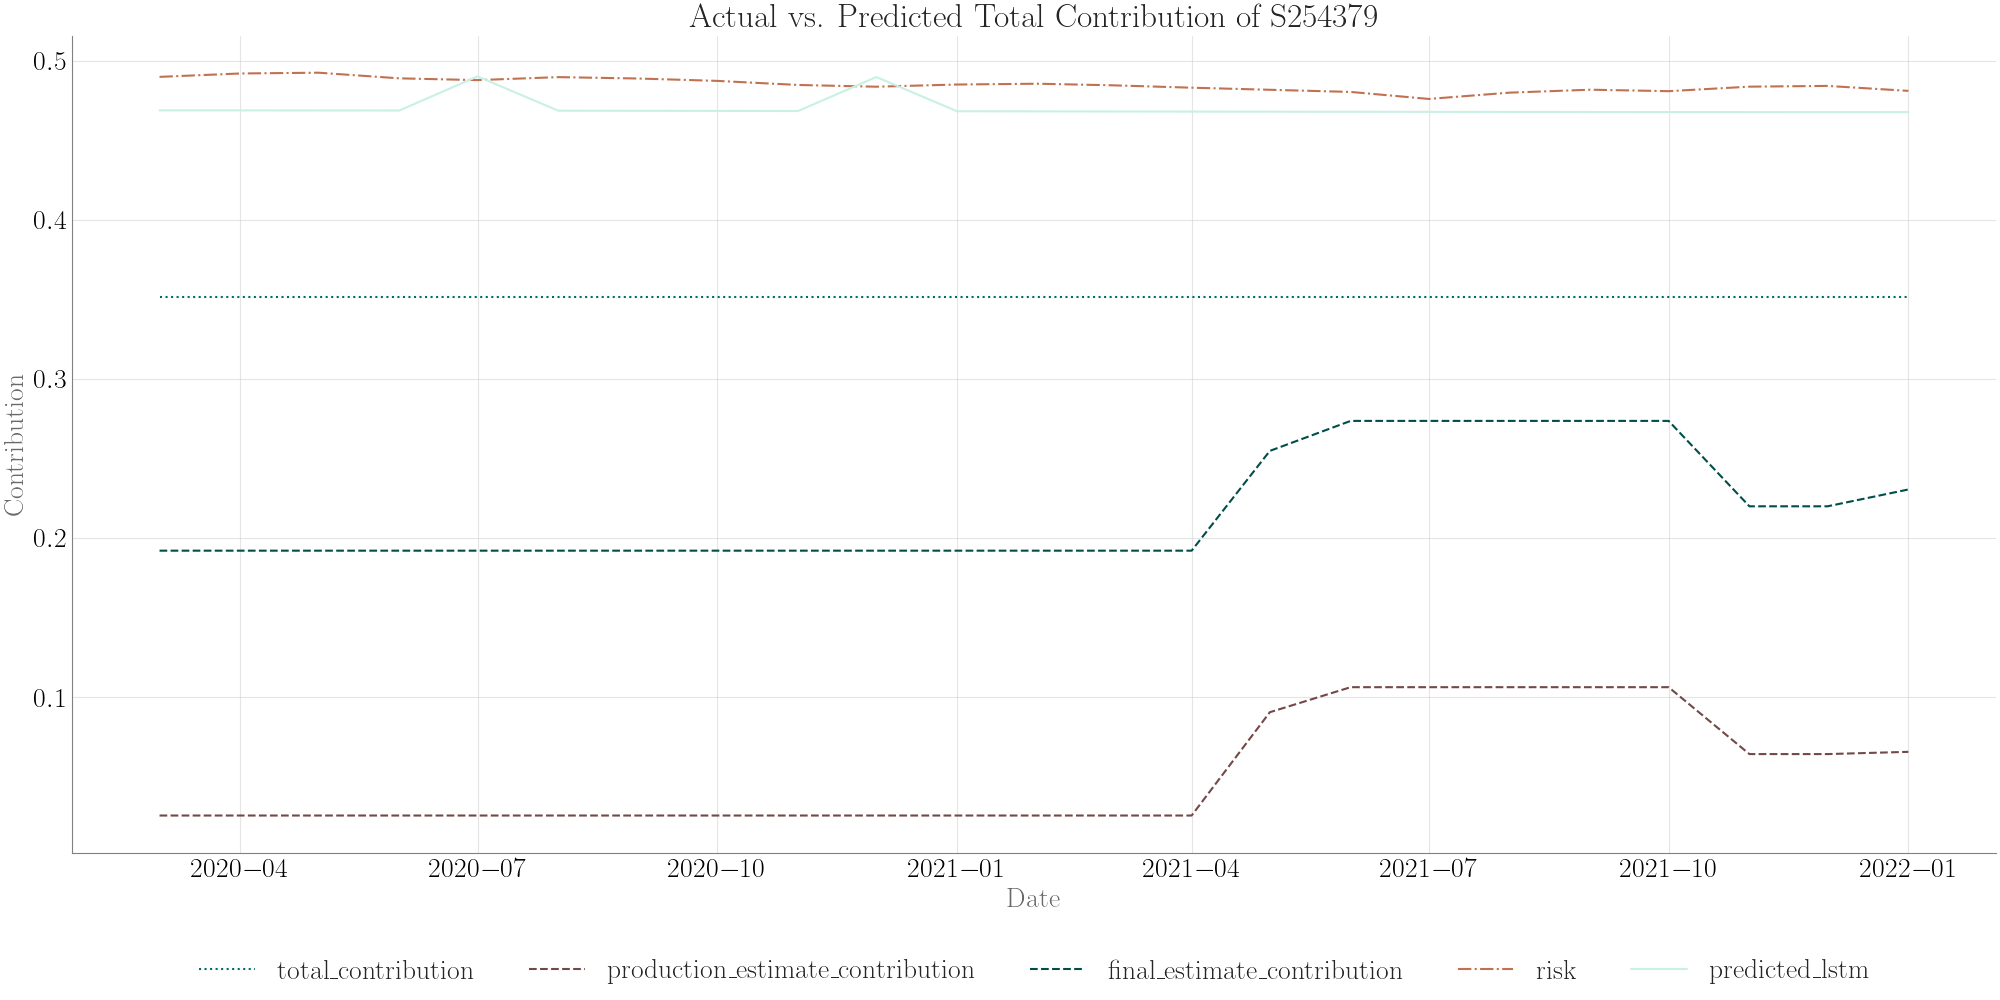 Actual vs. Predicted Total Contribution of S254379
0.5
0.4
0.3
0.2
0.1
Contribution
2020−04 2020−07 2020−10 2021−01 2021−04 2021−07 2021−10 2022−01
Date
total_contribution production_estimate_contribution final_estimate_contribution risk predicted_lstm